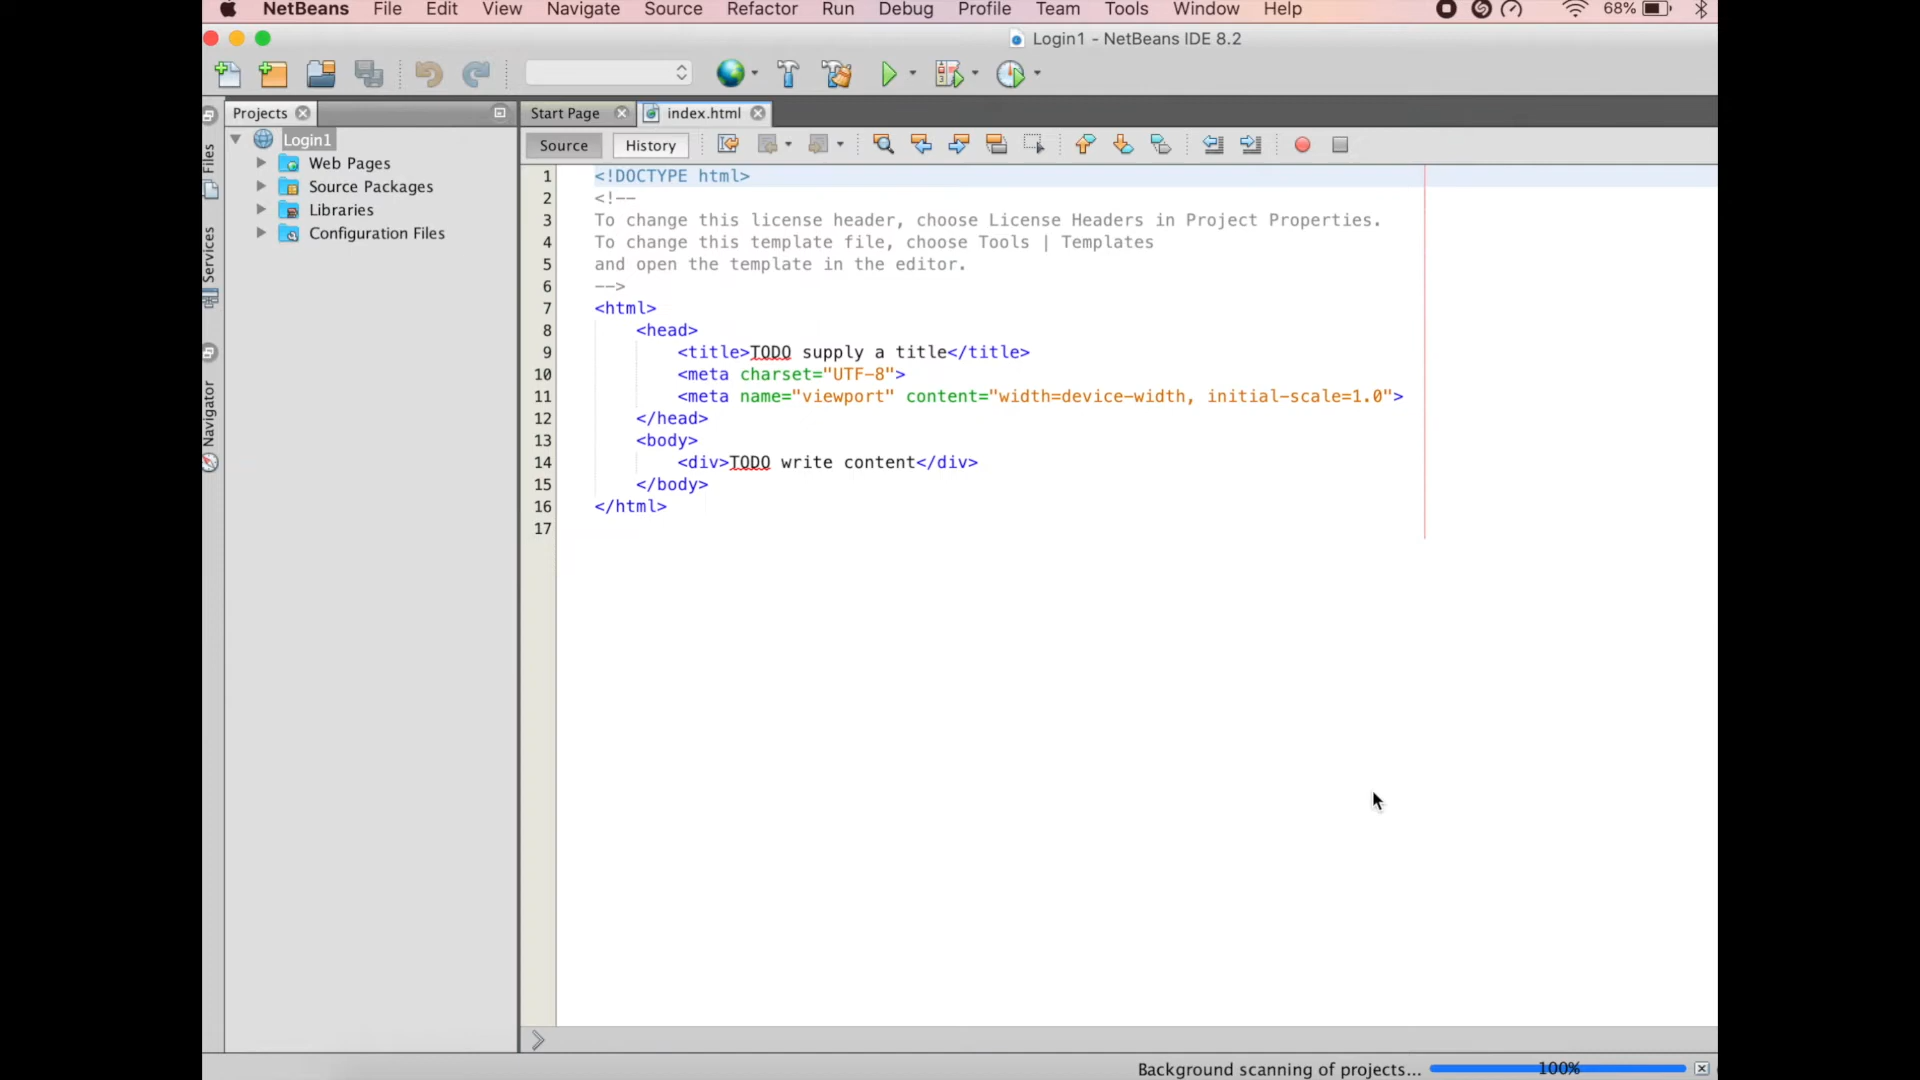 NetBeans File Edit View Navigate Source Refactor Run Debug Profile Team Tools Window Help 68%
Login1 - NetBeans IDE 8.2
Projects
Start Page
index.html
Files
Services
Navigator
Login1
Web Pages
Source Packages
Libraries
Configuration Files
Source
History
1 <!DOCTYPE html>
2 <!--
3 To change this license header, choose License Headers in Project Properties.
4 To change this template file, choose Tools | Templates
5 and open the template in the editor.
6 -->
7 <html>
8 <head>
9 <title>TODO supply a title</title>
10 <meta charset="UTF-8">
11 <meta name="viewport" content="width=device-width, initial-scale=1.0">
12 </head>
13 <body>
14 <div>TODO write content</div>
15 </body>
16 </html>
17
Background scanning of projects... 100%